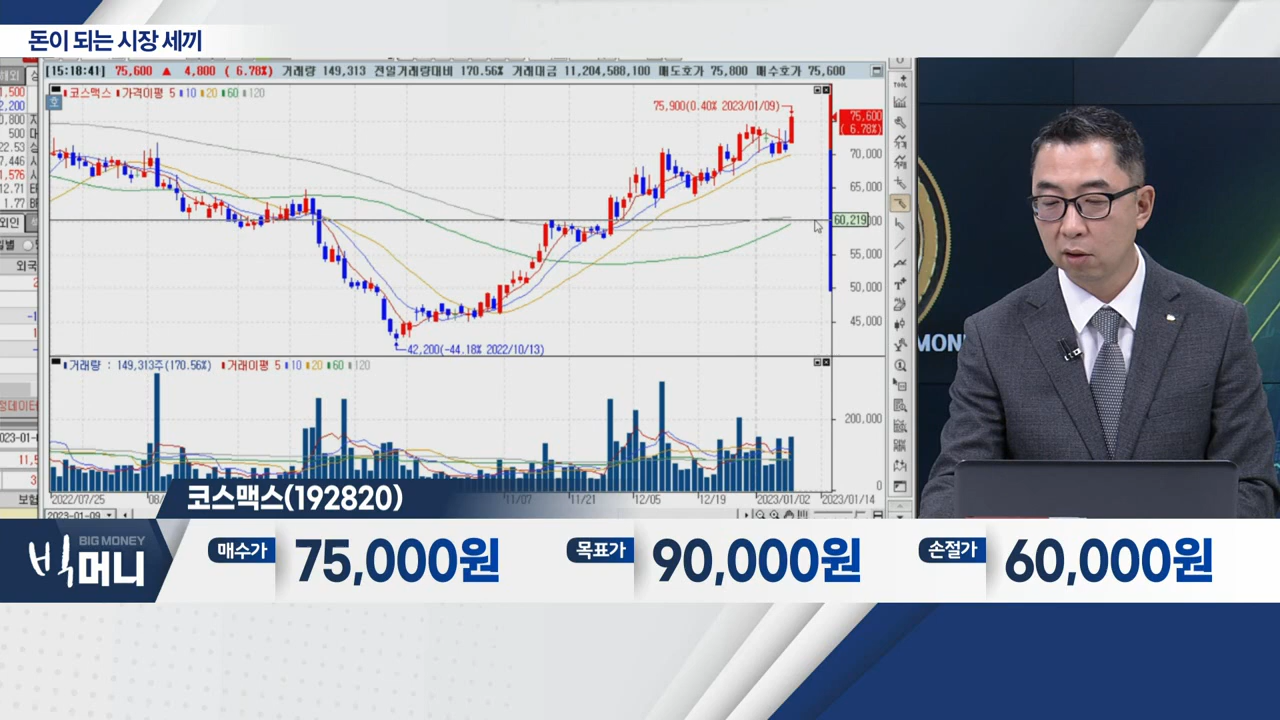 돈이 되는 시장 세끼
[15:18:41] 75,600 ▲ 4,800 ( 6.78%) 거래량 149,313 전일거래량대비 170.56% 거래대금 11,204,588,100 매도호가 75,800 매수호가 75,600
코스맥스 가격이평 5 10 20 60 120
75,900(0.40% 2023/01/09)
75,600
( 6.78%)
70,000
65,000
60,219
55,000
50,000
45,000
42,200(-44.18% 2022/10/13)
거래량 : 149,313주(170.56%) 거래이평 5 10 20 60 120
200,000
0
2022/07/25 11/07 11/21 12/05 12/19 2023/01/02 2023/01/14
2023-01-09
코스맥스(192820)
BIG MONEY
빅머니
매수가 75,000원
목표가 90,000원
손절가 60,000원